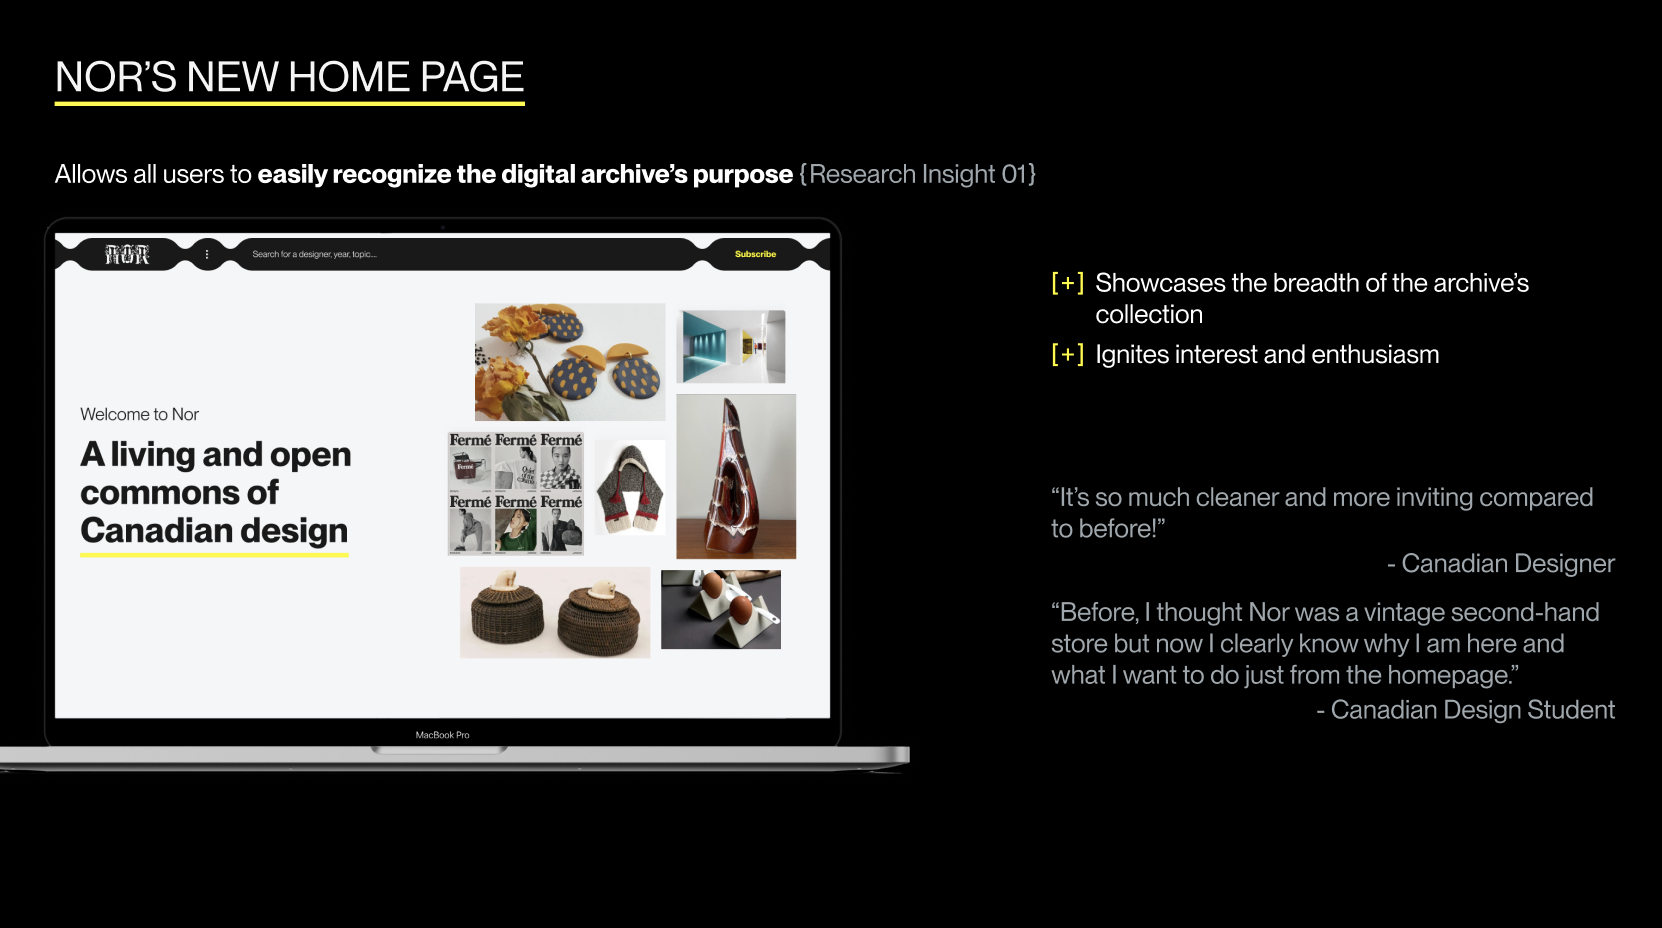 NOR’S NEW HOME PAGE
Allows all users to easily recognize the digital archive’s purpose {Research Insight 01}
NOR
Search for a designer, year, topic...
Subscribe
Welcome to Nor
A living and open
commons of
Canadian design
Fermé Fermé Fermé
Fermé Fermé Fermé
MacBook Pro
[+] Showcases the breadth of the archive’s
collection
[+] Ignites interest and enthusiasm
“It’s so much cleaner and more inviting compared
to before!”
- Canadian Designer
“Before, I thought Nor was a vintage second-hand
store but now I clearly know why I am here and
what I want to do just from the homepage.”
- Canadian Design Student